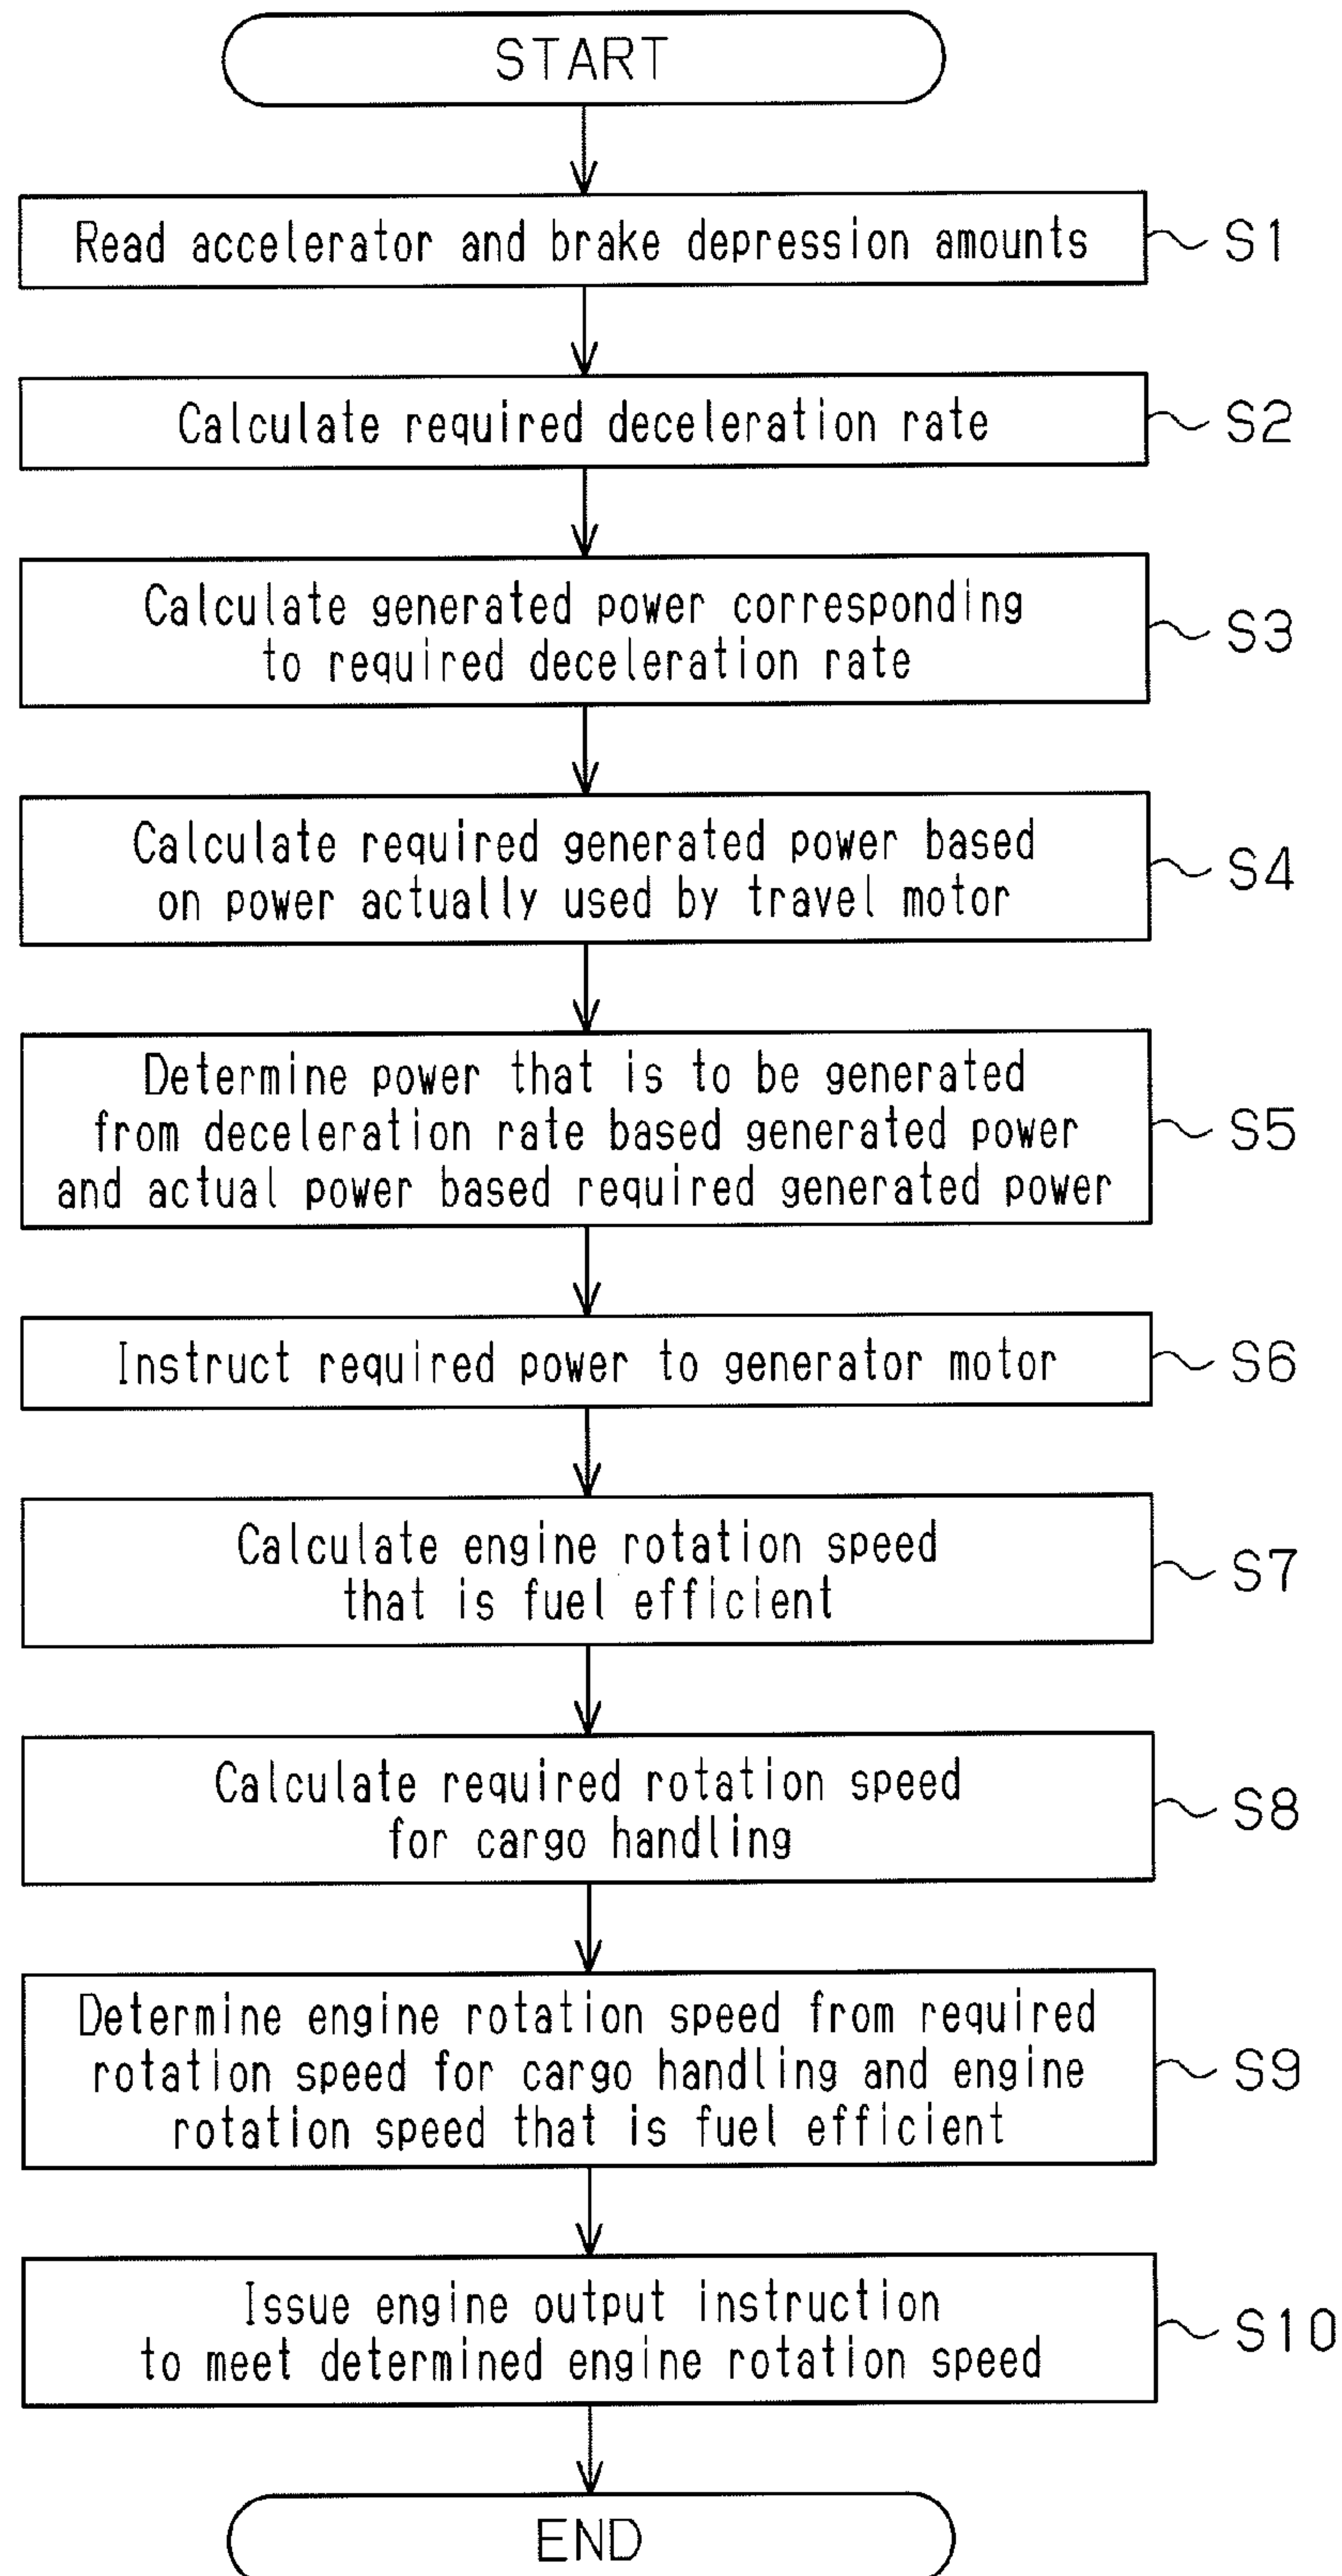 START
Read accelerator and brake depression amounts
S1
Calculate required deceleration rate
S2
Calculate generated power corresponding
to required deceleration rate
S3
Calculate required generated power based
on power actually used by travel motor
S4
Determine power that is to be generated
from deceleration rate based generated power
and actual power based required generated power
S5
Instruct required power to generator motor
S6
Calculate engine rotation speed
that is fuel efficient
S7
Calculate required rotation speed
for cargo handling
S8
Determine engine rotation speed from required
rotation speed for cargo handling and engine
rotation speed that is fuel efficient
S9
Issue engine output instruction
to meet determined engine rotation speed
S10
END